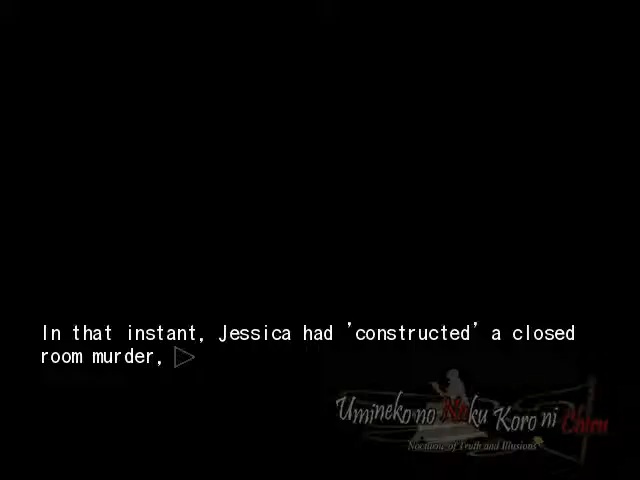 In that instant, Jessica had 'constructed' a closed
room murder,
Umineko no Naku Koro ni Chiru
Nocturne of Truth and Illusions